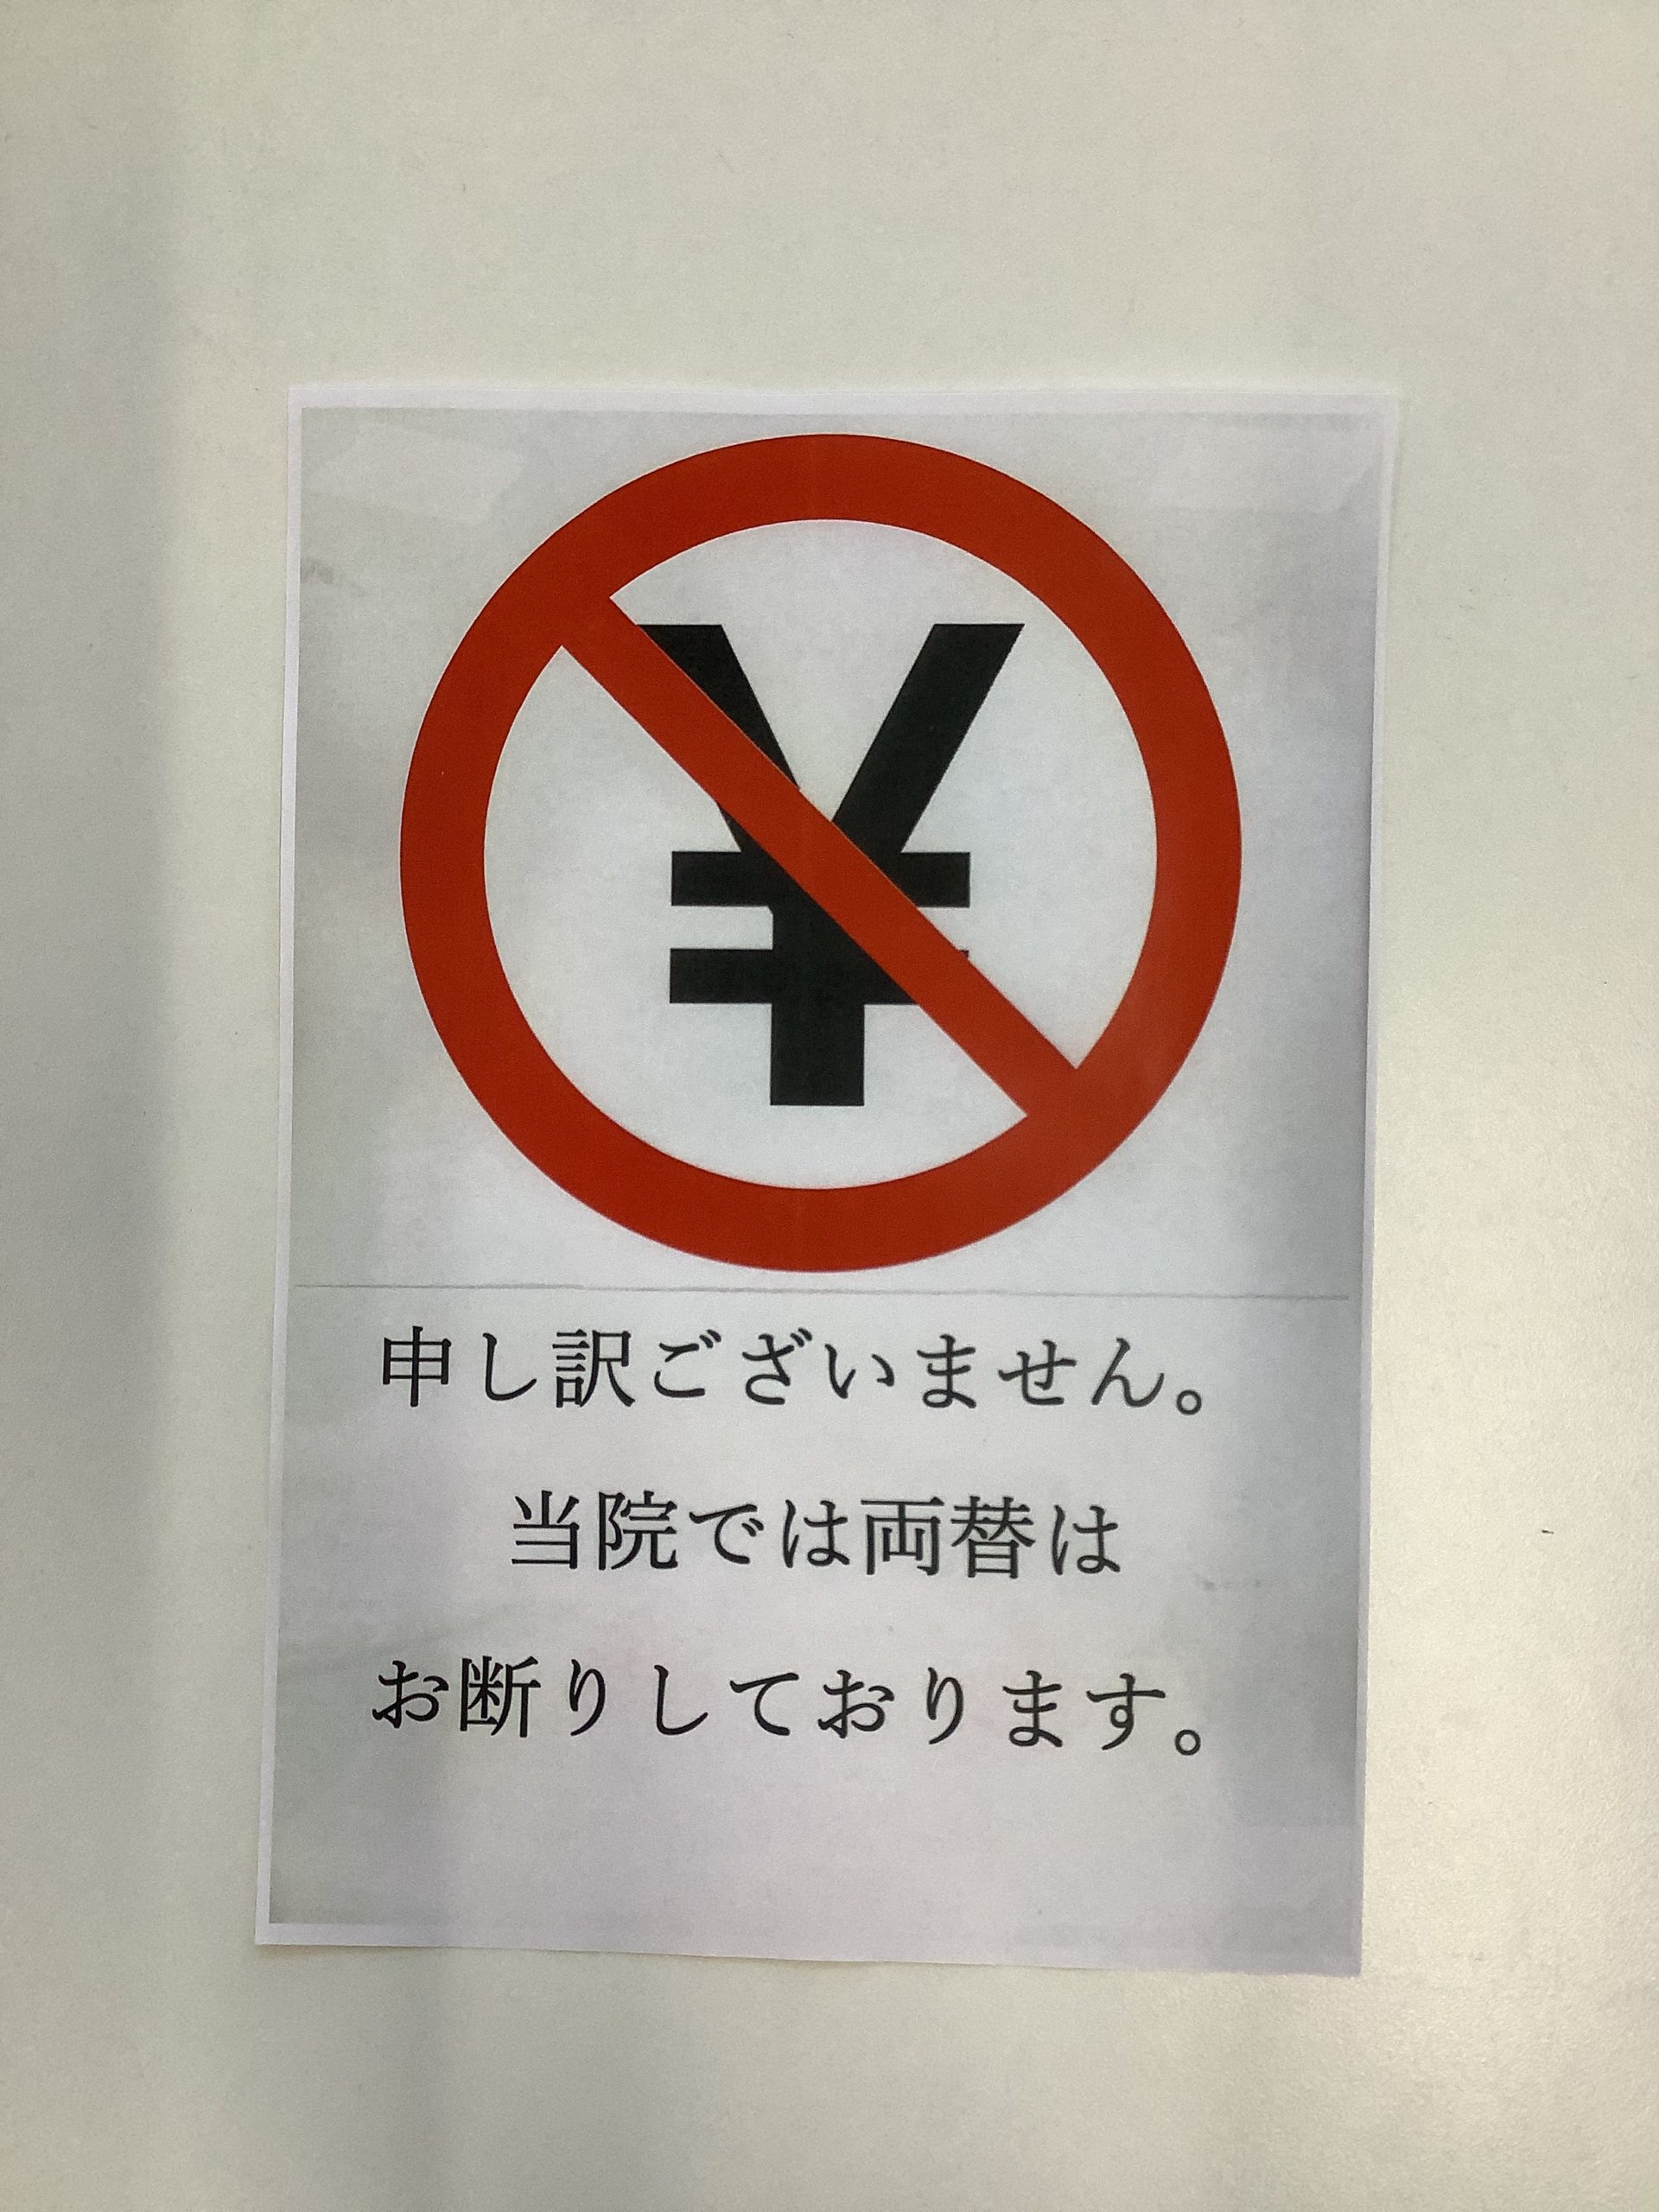 ¥
申し訳ございません。
当院では両替は
お断りしております。